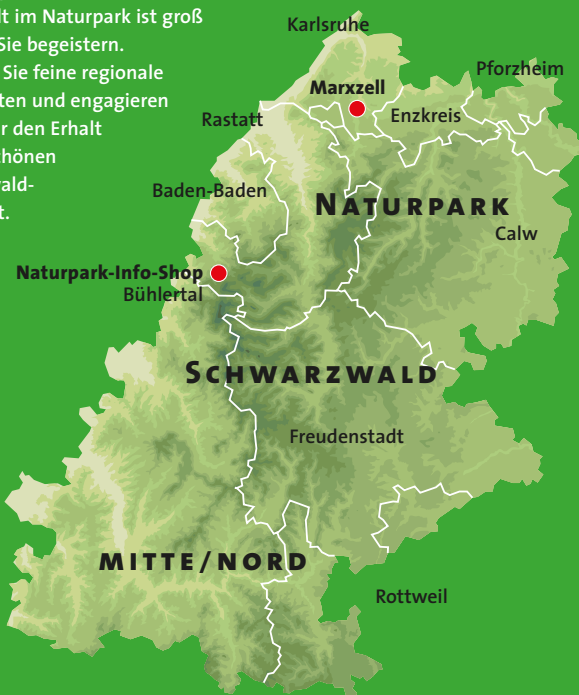 lt im Naturpark ist groß
Sie begeistern.
Sie feine regionale
ten und engagieren
r den Erhalt
chönen
ald-
t.
Karlsruhe
Pforzheim
Marxzell
Enzkreis
Rastatt
Baden-Baden
NATURPARK
Calw
Naturpark-Info-Shop
Bühlertal
SCHWARZWALD
Freudenstadt
MITTE/NORD
Rottweil